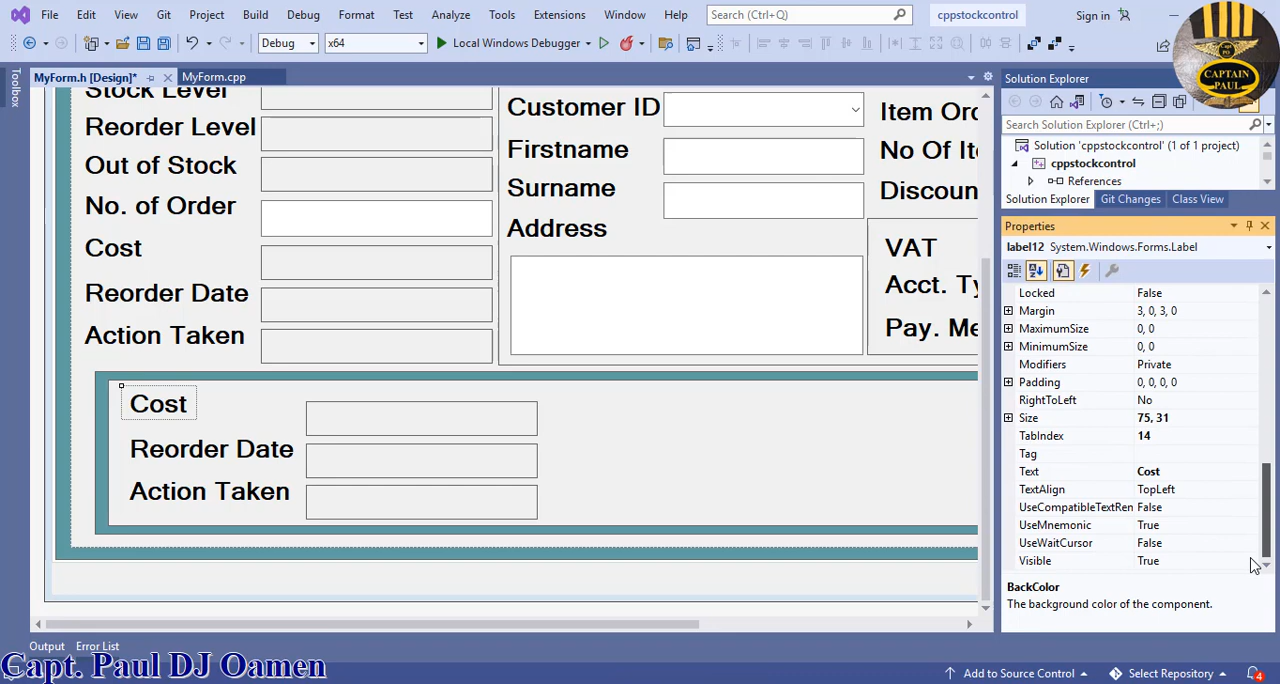 File Edit View Git Project Build Debug Format Test Analyze Tools Extensions Window Help Search (Ctrl+Q) cppstockcontrol Sign in
Debug x64 Local Windows Debugger
MyForm.h [Design]* MyForm.cpp
Solution Explorer
CAPTAIN
PAUL
Toolbox
Search Solution Explorer (Ctrl+;)
Solution 'cppstockcontrol' (1 of 1 project)
cppstockcontrol
References
Solution Explorer Git Changes Class View
Stock Level
Reorder Level
Out of Stock
No. of Order
Cost
Reorder Date
Action Taken
Customer ID
Firstname
Surname
Address
Item Orc
No Of Ite
Discoun
VAT
Acct. Ty
Pay. Me
Cost
Reorder Date
Action Taken
Properties
label12 System.Windows.Forms.Label
Locked False
Margin 3, 0, 3, 0
MaximumSize 0, 0
MinimumSize 0, 0
Modifiers Private
Padding 0, 0, 0, 0
RightToLeft No
Size 75, 31
TabIndex 14
Tag
Text Cost
TextAlign TopLeft
UseCompatibleTextRen False
UseMnemonic True
UseWaitCursor False
Visible True
BackColor
The background color of the component.
Output Error List
Capt. Paul DJ Oamen
Add to Source Control Select Repository 4